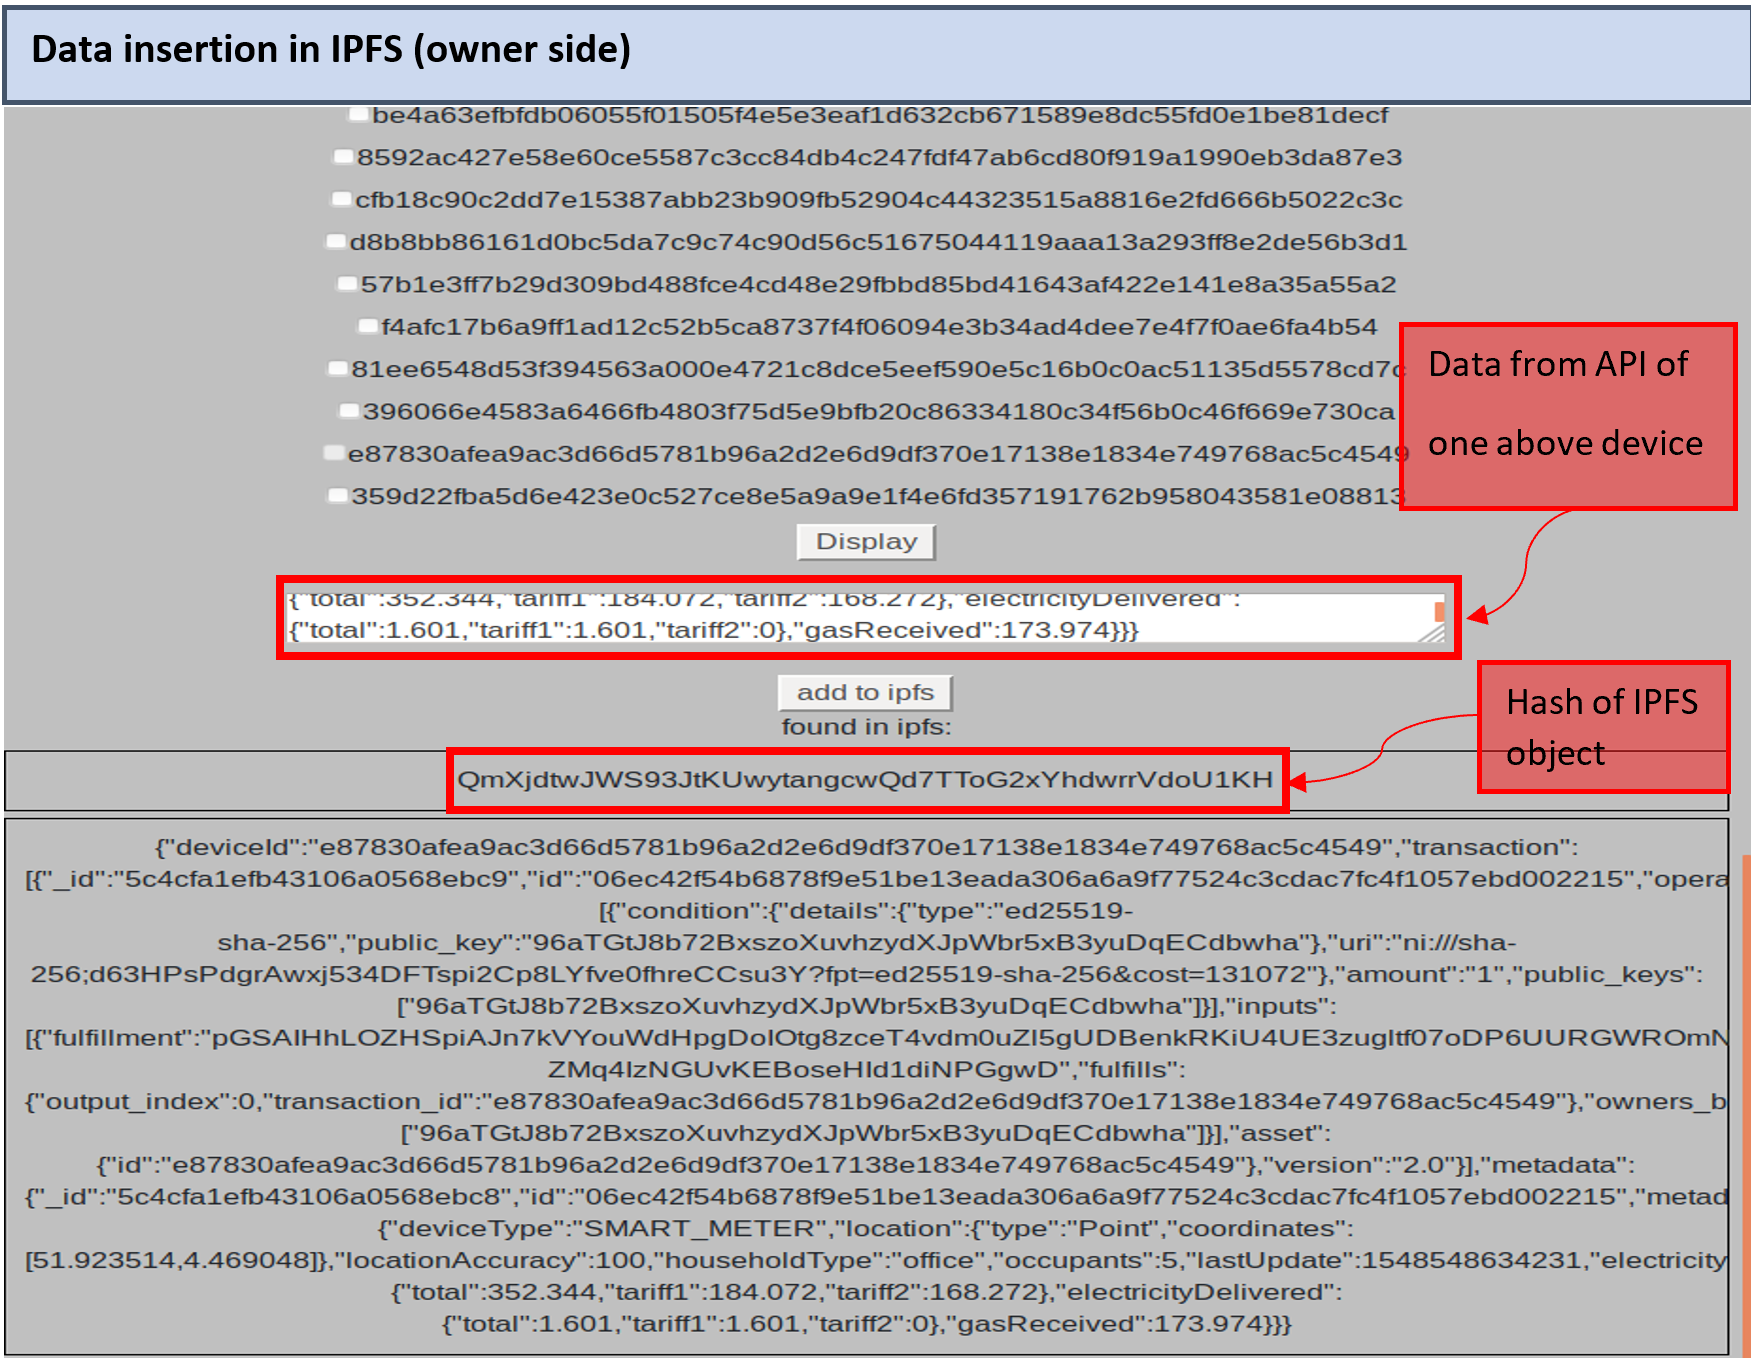 Data insertion in IPFS (owner side)
be4a63efbfdb06055f01505f4e5e3eaf1d632cb671589e8dc55fd0e1be81decf
8592ac427e58e60ce5587c3cc84db4c247fdf47ab6cd80f919a1990eb3da87e3
cfb18c90c2dd7e15387abb23b909fb52904c44323515a8816e2fd666b5022c3c
d8b8bb86161d0bc5da7c9c74c90d56c51675044119aaa13a293ff8e2de56b3d1
57b1e3ff7b29d309bd488fce4cd48e29fbbd85bd41643af422e141e8a35a55a2
f4afc17b6a9ff1ad12c52b5ca8737f4f06094e3b34ad4dee7e4f7f0ae6fa4b54
81ee6548d53f394563a000e4721c8dce5eef590e5c16b0c0ac51135d5578cd7c
396066e4583a6466fb4803f75d5e9bfb20c86334180c34f56b0c46f669e730ca
e87830afea9ac3d66d5781b96a2d2e6d9df370e17138e1834e749768ac5c4549
359d22fba5d6e423e0c527ce8e5a9a9e1f4e6fd357191762b958043581e08813
Data from API of
one above device
Display
{"total":352.344,"tariff1":184.072,"tariff2":168.272},"electricityDelivered":
{"total":1.601,"tariff1":1.601,"tariff2":0},"gasReceived":173.974}}}
add to ipfs
found in ipfs:
Hash of IPFS
object
QmXjdtwJWS93JtKUwytangcwQd7TToG2xYhdwrrVdoU1KH
{"deviceId":"e87830afea9ac3d66d5781b96a2d2e6d9df370e17138e1834e749768ac5c4549","transaction":
[{"_id":"5c4cfa1efb43106a0568ebc9","id":"06ec42f54b6878f9e51be13eada306a6a9f77524c3cdac7fc4f1057ebd002215","opera
[{"condition":{"details":{"type":"ed25519-
sha-256","public_key":"96aTGtJ8b72BxszoXuvhzydXJpWbr5xB3yuDqECdbwha"},"uri":"ni:///sha-
256;d63HPsPdgrAwxj534DFTspi2Cp8LYfve0fhreCCsu3Y?fpt=ed25519-sha-256&cost=131072"},"amount":"1","public_keys":
["96aTGtJ8b72BxszoXuvhzydXJpWbr5xB3yuDqECdbwha"]}],"inputs":
[{"fulfillment":"pGSAIHhLOZHSpiAJn7kVYouWdHpgDolOtg8zceT4vdm0uZl5gUDBenkRKiU4UE3zugltf07oDP6UURGWROmN
ZMq4lzNGUvKEBoseHId1diNPGgwD","fulfills":
{"output_index":0,"transaction_id":"e87830afea9ac3d66d5781b96a2d2e6d9df370e17138e1834e749768ac5c4549"},"owners_b
["96aTGtJ8b72BxszoXuvhzydXJpWbr5xB3yuDqECdbwha"]}],"asset":
{"id":"e87830afea9ac3d66d5781b96a2d2e6d9df370e17138e1834e749768ac5c4549"},"version":"2.0"}],"metadata":
{"_id":"5c4cfa1efb43106a0568ebc8","id":"06ec42f54b6878f9e51be13eada306a6a9f77524c3cdac7fc4f1057ebd002215","metad
{"deviceType":"SMART_METER","location":{"type":"Point","coordinates":
[51.923514,4.469048]},"locationAccuracy":100,"householdType":"office","occupants":5,"lastUpdate":1548548634231,"electricity
{"total":352.344,"tariff1":184.072,"tariff2":168.272},"electricityDelivered":
{"total":1.601,"tariff1":1.601,"tariff2":0},"gasReceived":173.974}}}